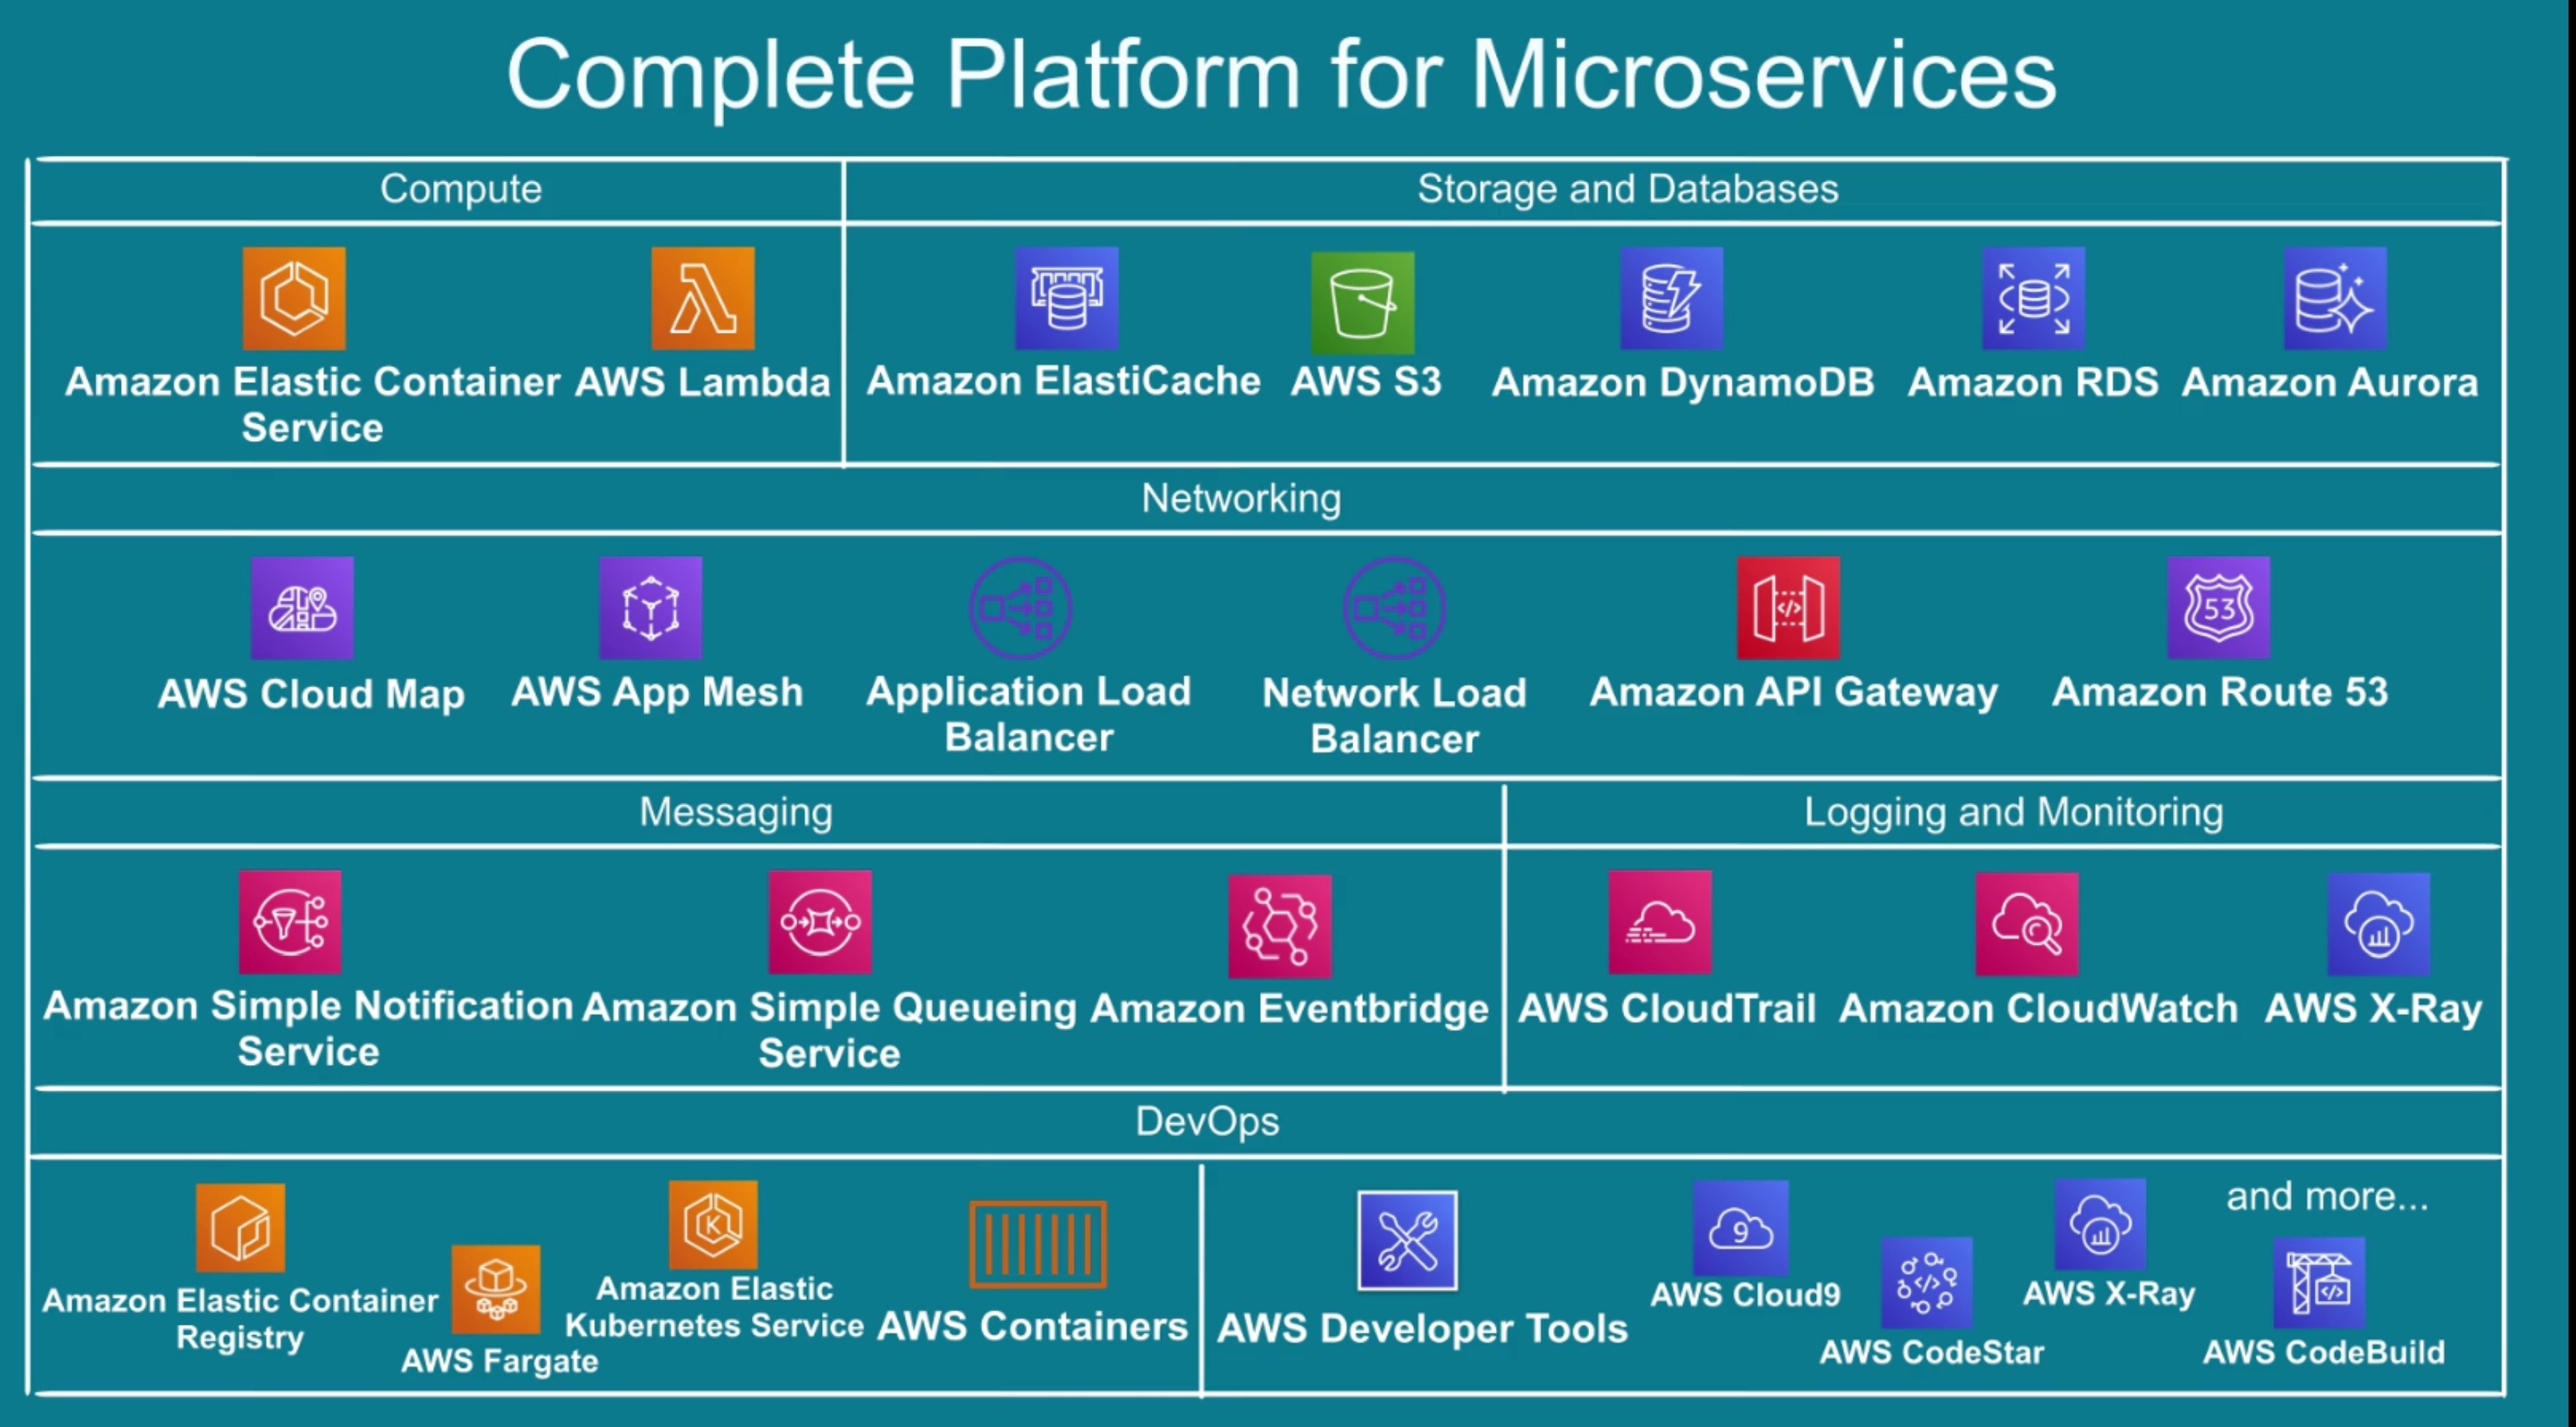 Complete Platform for Microservices
Compute
Storage and Databases
Amazon Elastic Container
Service
AWS Lambda
Amazon ElastiCache
AWS S3
Amazon DynamoDB
Amazon RDS
Amazon Aurora
Networking
AWS Cloud Map
AWS App Mesh
Application Load
Balancer
Network Load
Balancer
Amazon API Gateway
53
Amazon Route 53
Messaging
Logging and Monitoring
Amazon Simple Notification
Service
Amazon Simple Queueing
Service
Amazon Eventbridge
AWS CloudTrail
Amazon CloudWatch
AWS X-Ray
DevOps
Amazon Elastic Container
Registry
AWS Fargate
K
Amazon Elastic
Kubernetes Service
AWS Containers
AWS Developer Tools
9
AWS Cloud9
</>
AWS CodeStar
AWS X-Ray
and more...
</>
AWS CodeBuild